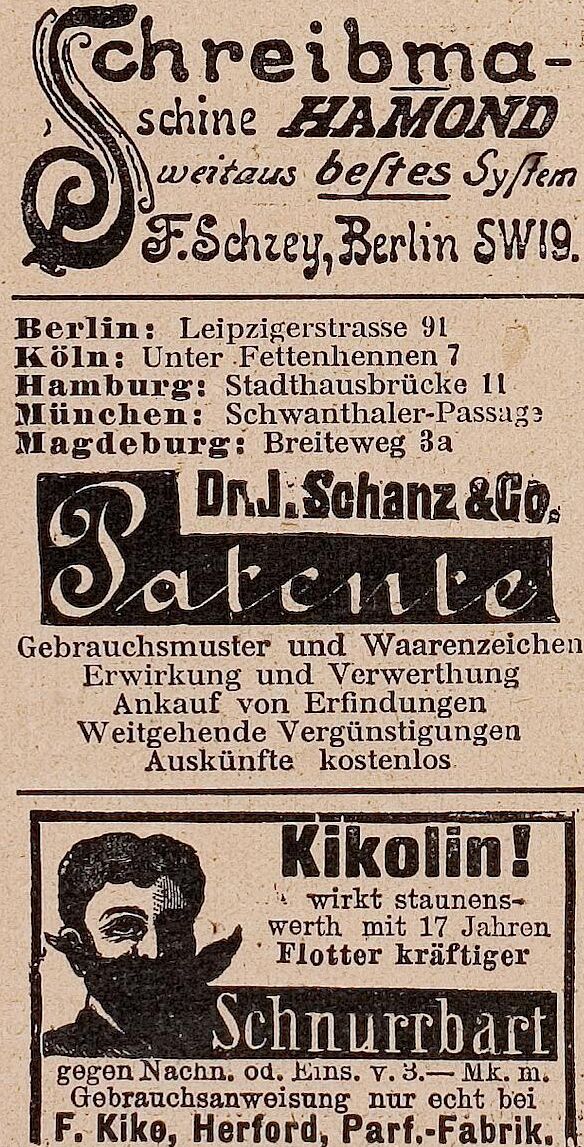 Schreibma-
schine HAMOND
weitaus beſtes Syſtem
F. Schrey, Berlin SW19.
Berlin: Leipzigerstrasse 91
Köln: Unter Fettenhennen 7
Hamburg: Stadthausbrücke 11
München: Schwanthaler-Passage
Magdeburg: Breiteweg 3a
Dr. J. Schanz & Co.
Patente
Gebrauchsmuster und Waarenzeichen
Erwirkung und Verwerthung
Ankauf von Erfindungen
Weitgehende Vergünstigungen
Auskünfte kostenlos
Kikolin!
wirkt staunens-
werth mit 17 Jahren
Flotter kräftiger
Schnurrbart
gegen Nachn. od. Eins. v. 3.— Mk. m.
Gebrauchsanweisung nur echt bei
F. Kiko, Herford, Parf.-Fabrik.